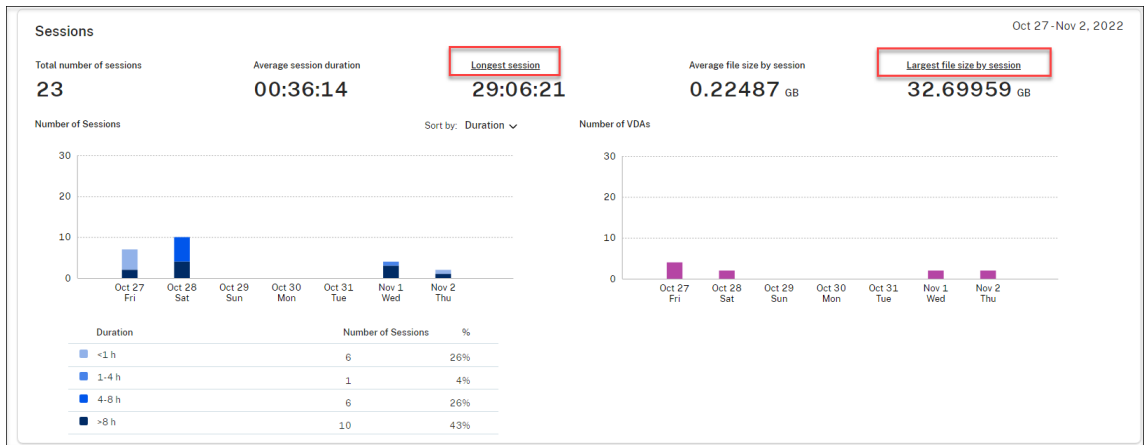 Sessions
Oct 27 - Nov 2, 2022
Total number of sessions
23
Average session duration
00:36:14
Longest session
29:06:21
Average file size by session
0.22487 GB
Largest file size by session
32.69959 GB
Number of Sessions
Sort by: Duration
30
20
10
0
Oct 27 Oct 28 Oct 29 Oct 30 Oct 31 Nov 1 Nov 2
Fri Sat Sun Mon Tue Wed Thu
Number of VDAs
30
20
10
0
Oct 27 Oct 28 Oct 29 Oct 30 Oct 31 Nov 1 Nov 2
Fri Sat Sun Mon Tue Wed Thu
Duration Number of Sessions %
<1 h 6 26%
1-4 h 1 4%
4-8 h 6 26%
>8 h 10 43%